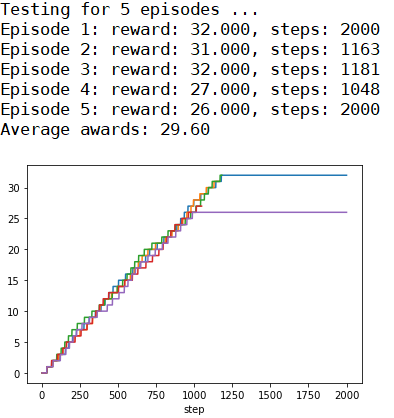 Testing for 5 episodes ...
Episode 1: reward: 32.000, steps: 2000
Episode 2: reward: 31.000, steps: 1163
Episode 3: reward: 32.000, steps: 1181
Episode 4: reward: 27.000, steps: 1048
Episode 5: reward: 26.000, steps: 2000
Average awards: 29.60
30
25
20
15
10
5
0
0 250 500 750 1000 1250 1500 1750 2000
step